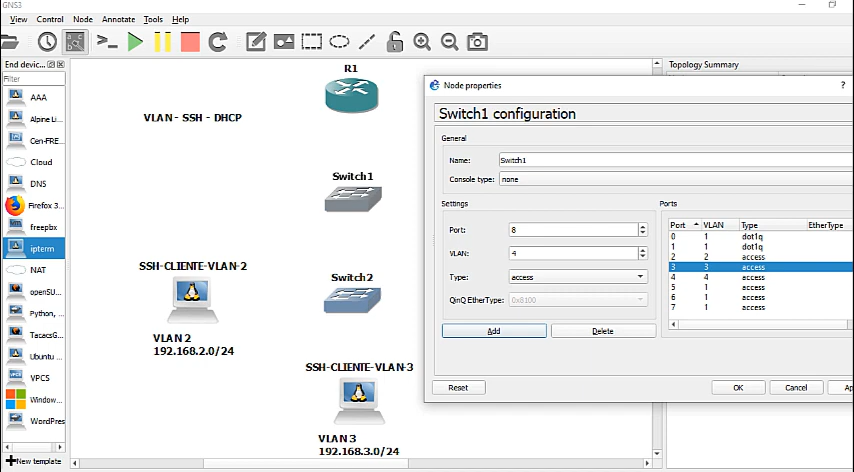 GNS3
View Control Node Annotate Tools Help
End devic...
Filter
AAA
Alpine Li...
Cen-FRE...
Cloud
DNS
Firefox 3...
freepbx
ipterm
NAT
openSU...
Python, ...
TacacsG...
Ubuntu ...
VPCS
Window...
WordPres
New template
VLAN - SSH - DHCP
R1
Switch1
Switch2
SSH-CLIENTE-VLAN-2
VLAN 2
192.168.2.0/24
SSH-CLIENTE-VLAN-3
VLAN 3
192.168.3.0/24
Topology Summary
Node properties ?
Switch1 configuration
General
Name: Switch1
Console type: none
Settings
Port: 8
VLAN: 4
Type: access
QinQ EtherType: 0x8100
Add Delete
Ports
Port VLAN Type EtherType
0 1 dot1q
1 1 dot1q
2 2 access
3 3 access
4 4 access
5 1 access
6 1 access
7 1 access
Reset OK Cancel Ap